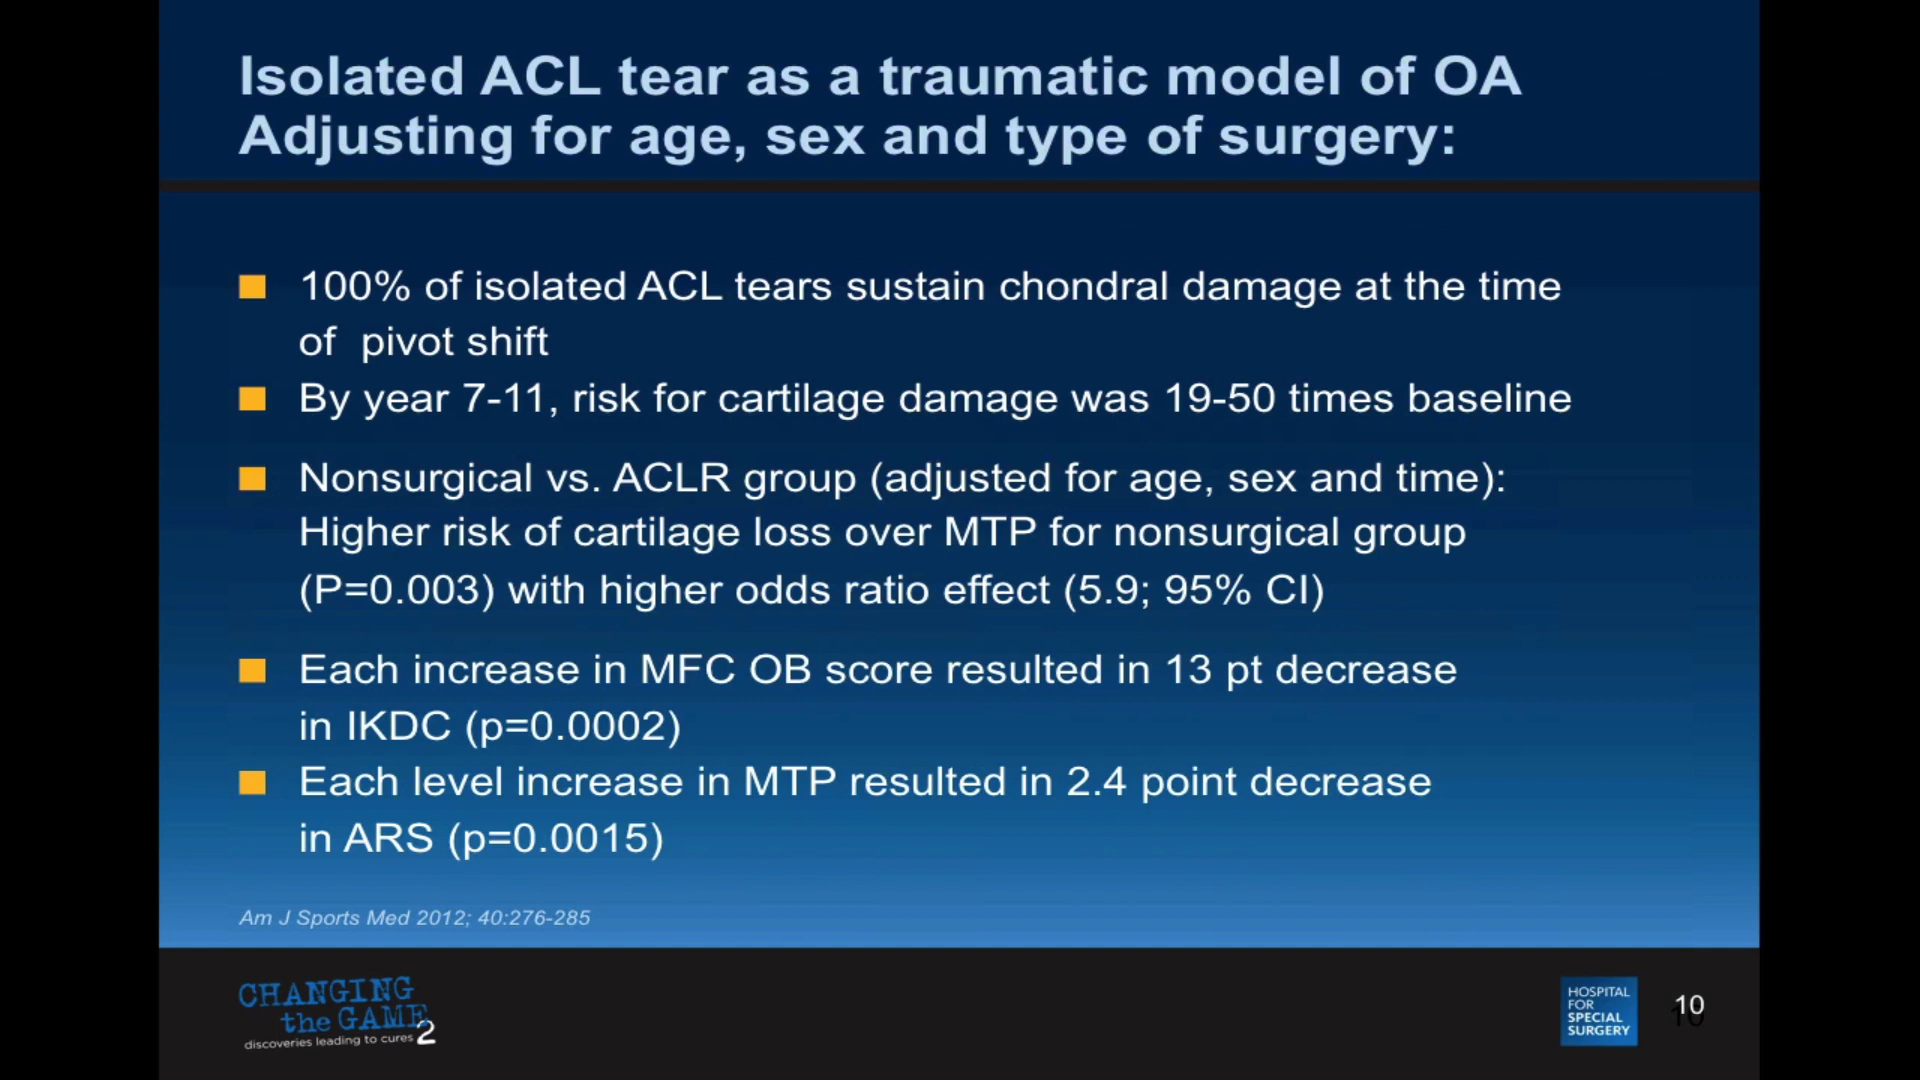 Isolated ACL tear as a traumatic model of OA
Adjusting for age, sex and type of surgery:
100% of isolated ACL tears sustain chondral damage at the time
of pivot shift
By year 7-11, risk for cartilage damage was 19-50 times baseline
Nonsurgical vs. ACLR group (adjusted for age, sex and time):
Higher risk of cartilage loss over MTP for nonsurgical group
(P=0.003) with higher odds ratio effect (5.9; 95% CI)
Each increase in MFC OB score resulted in 13 pt decrease
in IKDC (p=0.0002)
Each level increase in MTP resulted in 2.4 point decrease
in ARS (p=0.0015)
Am J Sports Med 2012; 40:276-285
CHANGING
the GAME 2
discoveries leading to cures
HOSPITAL
FOR
SPECIAL
SURGERY
10